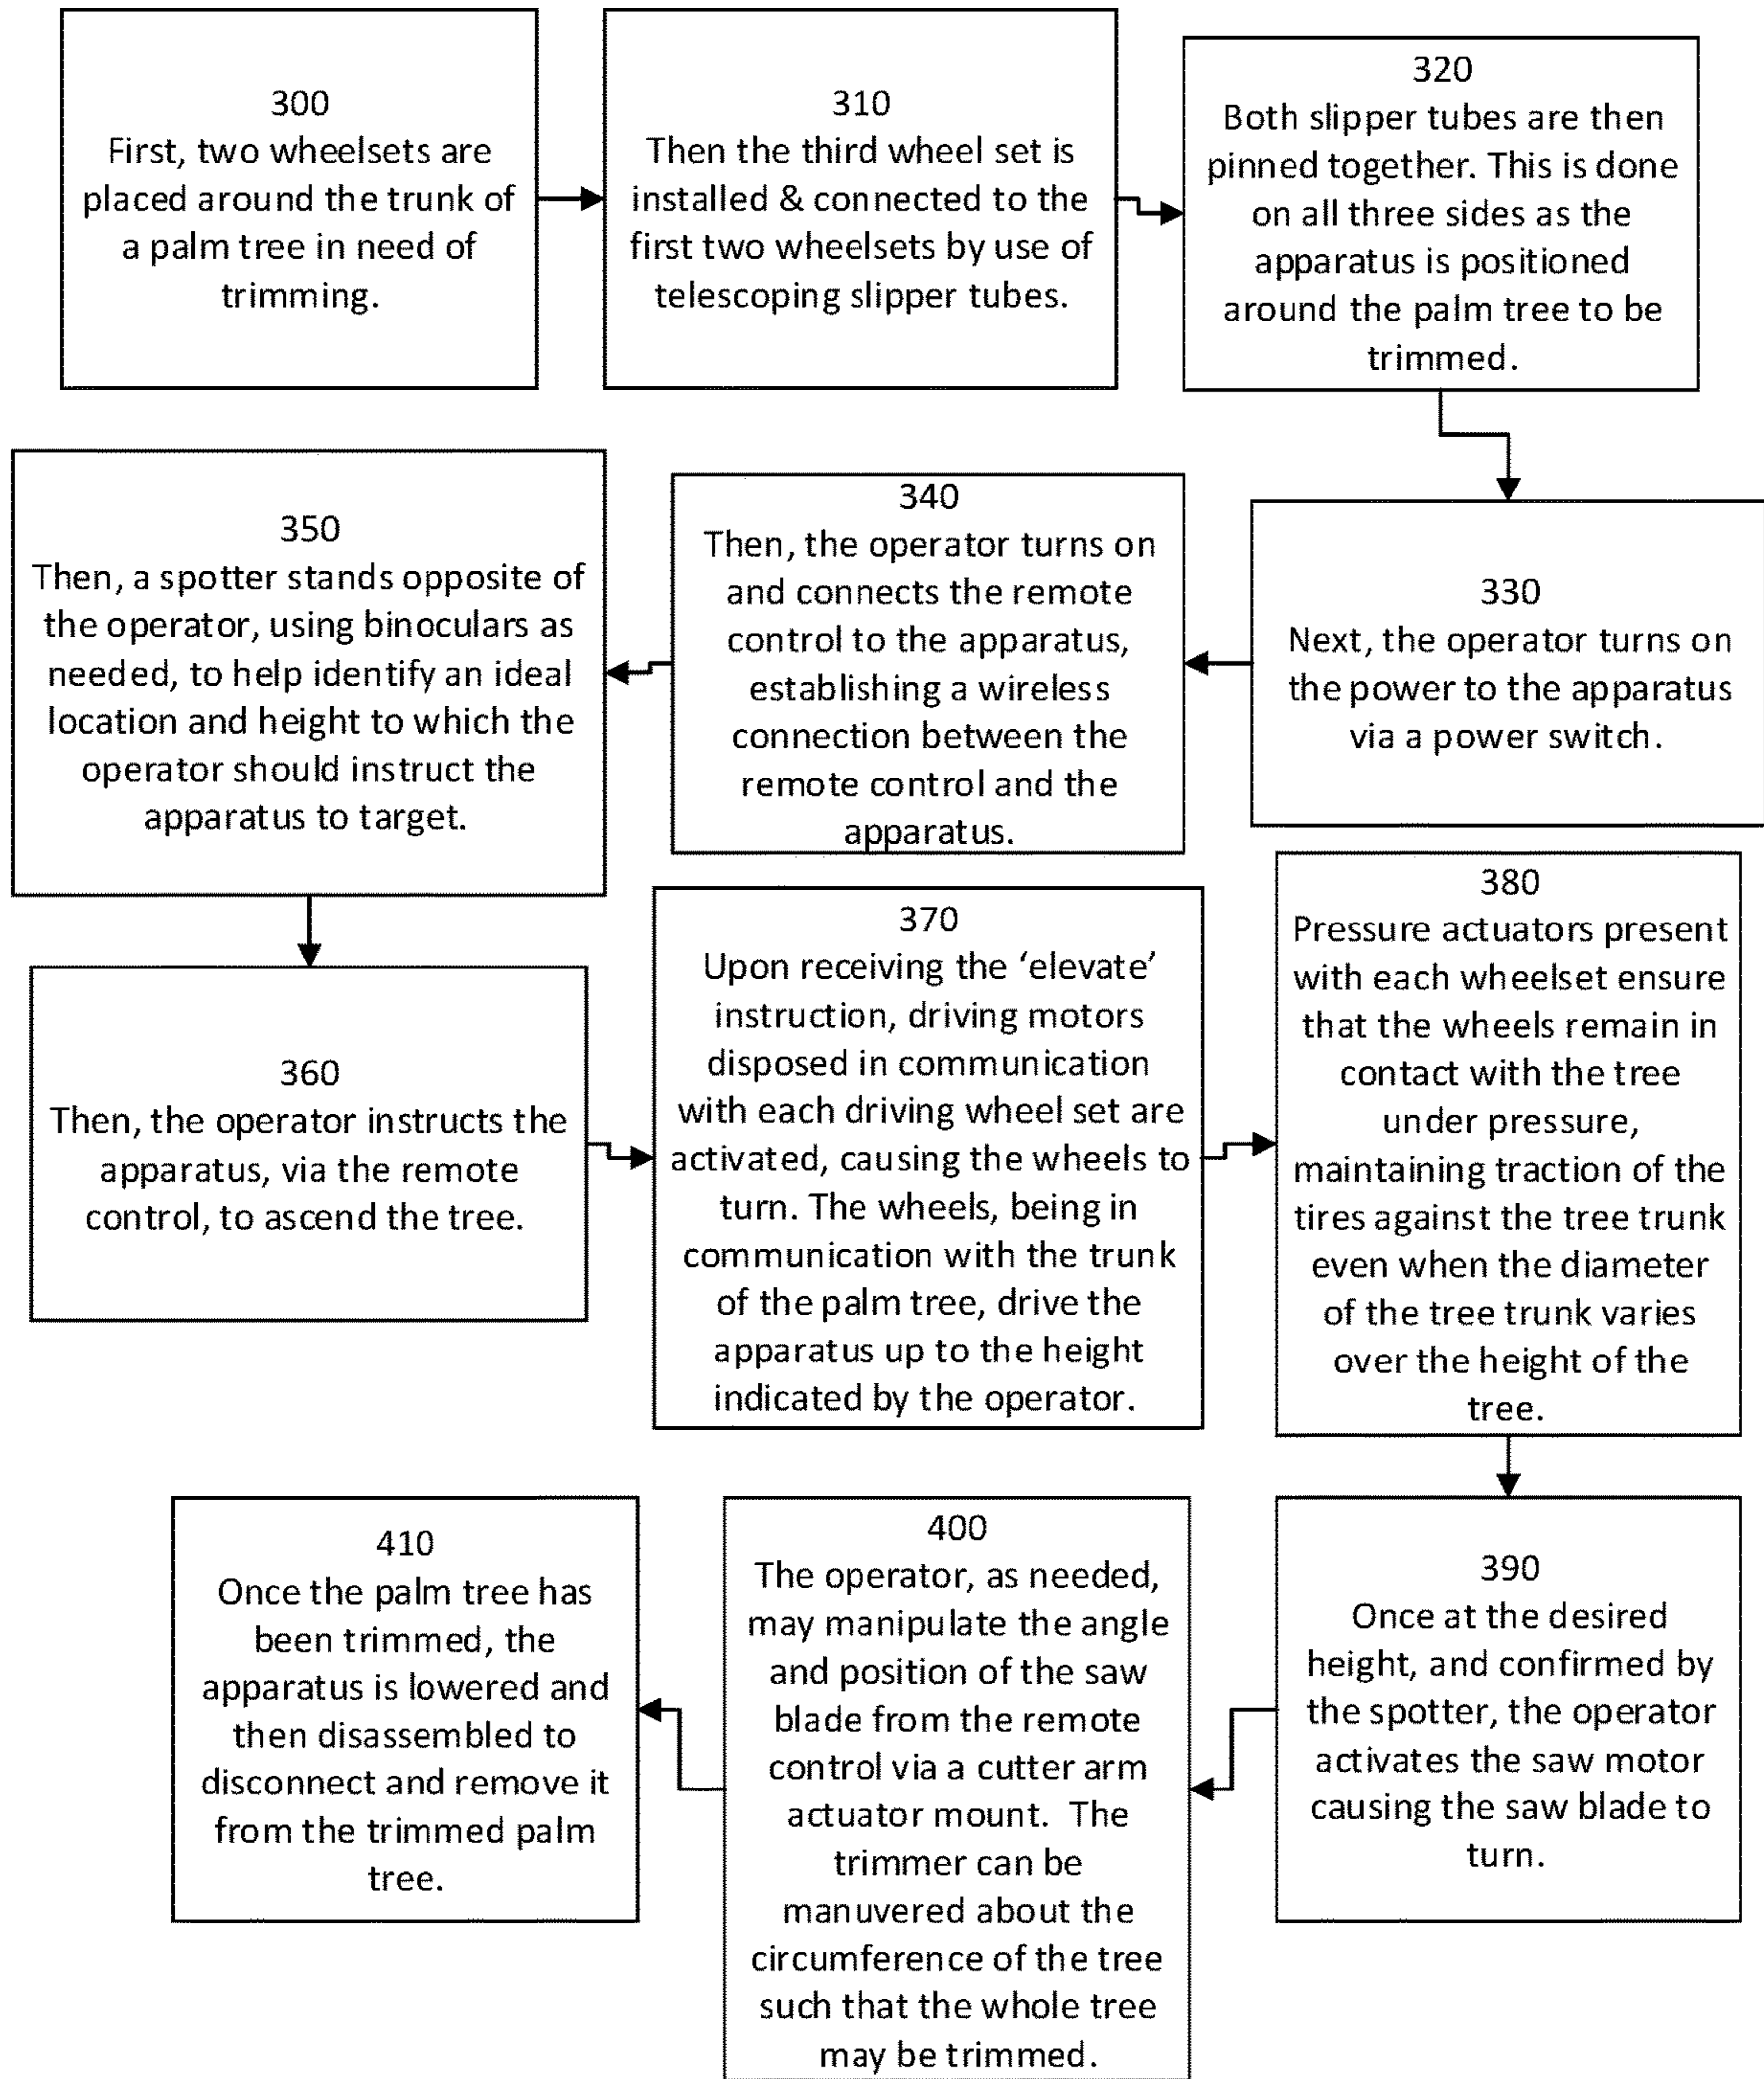 300
First, two wheelsets are
placed around the trunk of
a palm tree in need of
trimming.
310
Then the third wheel set is
installed & connected to the
first two wheelsets by use of
telescoping slipper tubes.
320
Both slipper tubes are then
pinned together. This is done
on all three sides as the
apparatus is positioned
around the palm tree to be
trimmed.
330
Next, the operator turns on
the power to the apparatus
via a power switch.
340
Then, the operator turns on
and connects the remote
control to the apparatus,
establishing a wireless
connection between the
remote control and the
apparatus.
350
Then, a spotter stands opposite of
the operator, using binoculars as
needed, to help identify an ideal
location and height to which the
operator should instruct the
apparatus to target.
360
Then, the operator instructs the
apparatus, via the remote
control, to ascend the tree.
370
Upon receiving the ‘elevate’
instruction, driving motors
disposed in communication
with each driving wheel set are
activated, causing the wheels to
turn. The wheels, being in
communication with the trunk
of the palm tree, drive the
apparatus up to the height
indicated by the operator.
380
Pressure actuators present
with each wheelset ensure
that the wheels remain in
contact with the tree
under pressure,
maintaining traction of the
tires against the tree trunk
even when the diameter
of the tree trunk varies
over the height of the
tree.
390
Once at the desired
height, and confirmed by
the spotter, the operator
activates the saw motor
causing the saw blade to
turn.
400
The operator, as needed,
may manipulate the angle
and position of the saw
blade from the remote
control via a cutter arm
actuator mount. The
trimmer can be
manuvered about the
circumference of the tree
such that the whole tree
may be trimmed.
410
Once the palm tree has
been trimmed, the
apparatus is lowered and
then disassembled to
disconnect and remove it
from the trimmed palm
tree.